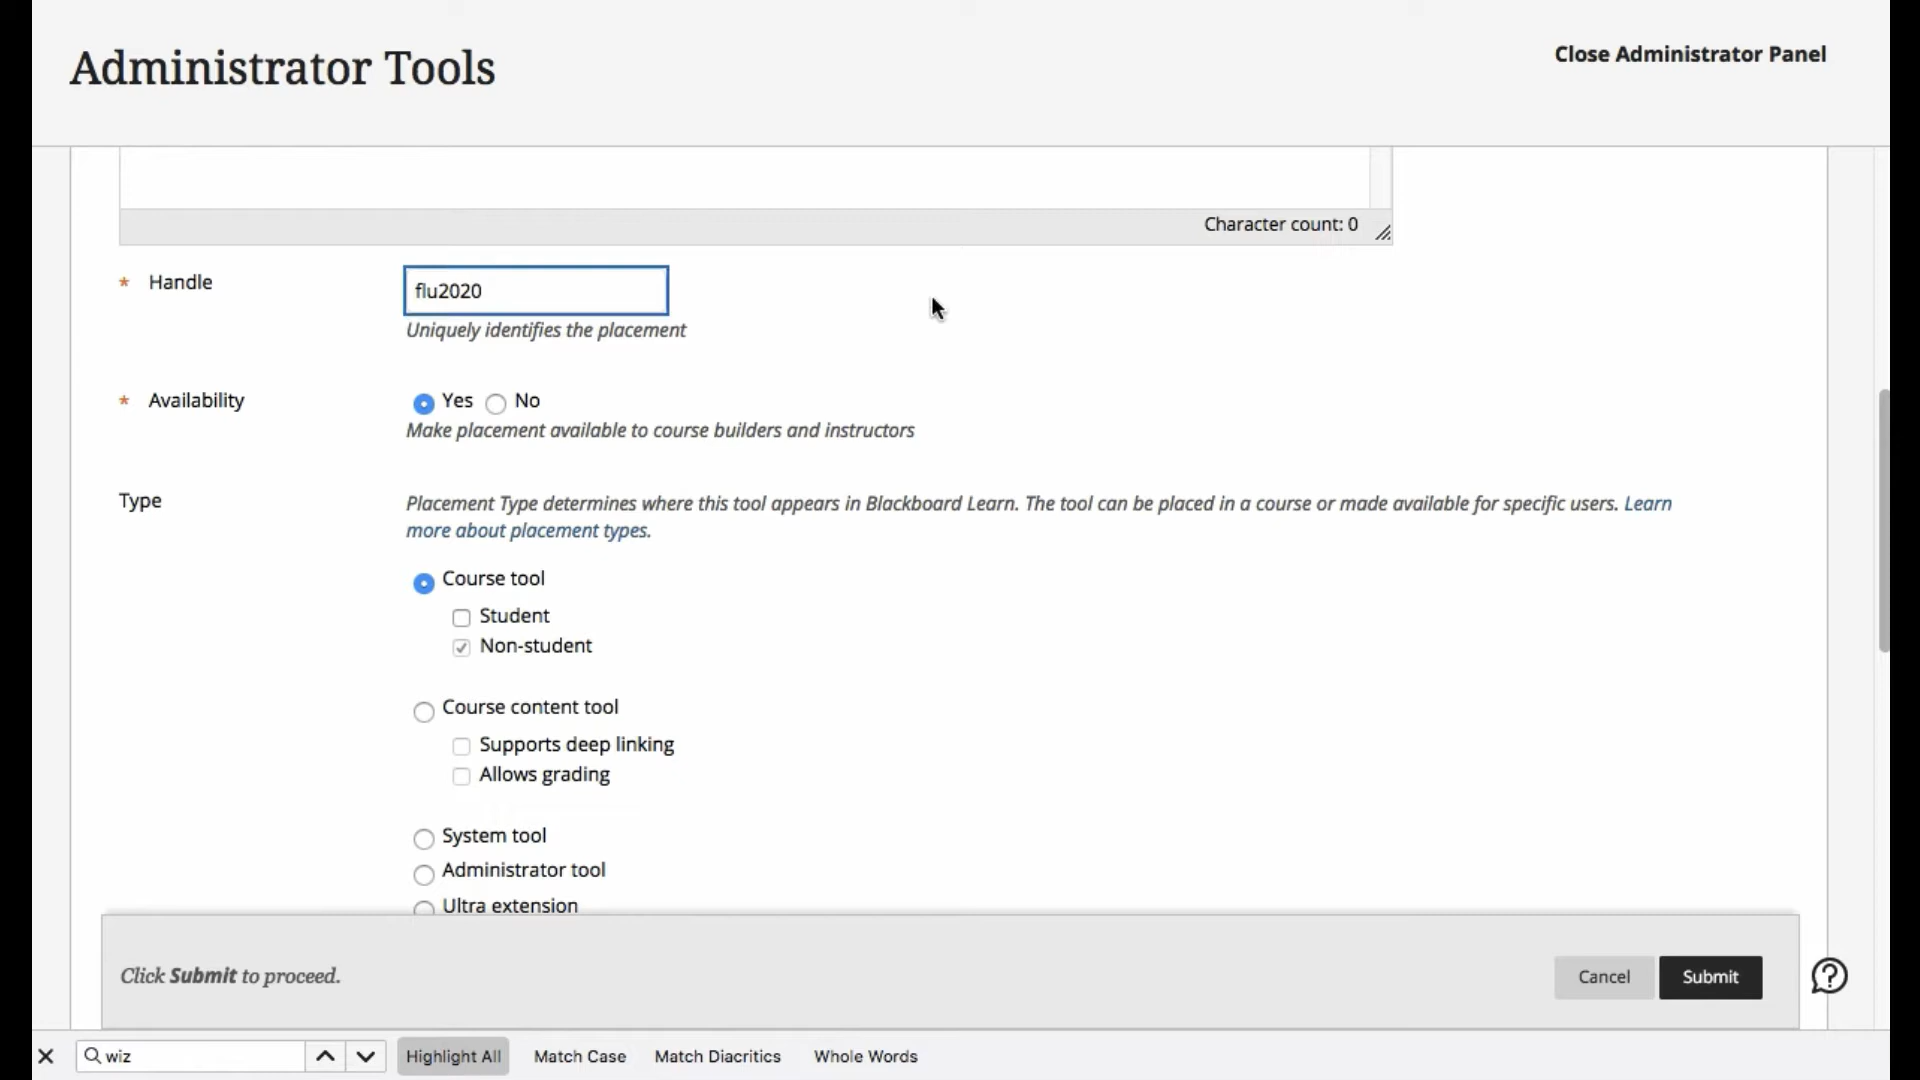 Administrator Tools
Close Administrator Panel
Character count: 0
* Handle
flu2020
Uniquely identifies the placement
* Availability
Yes No
Make placement available to course builders and instructors
Type
Placement Type determines where this tool appears in Blackboard Learn. The tool can be placed in a course or made available for specific users. Learn
more about placement types.
Course tool
Student
Non-student
Course content tool
Supports deep linking
Allows grading
System tool
Administrator tool
Ultra extension
Click Submit to proceed.
Cancel Submit
wiz Highlight All Match Case Match Diacritics Whole Words